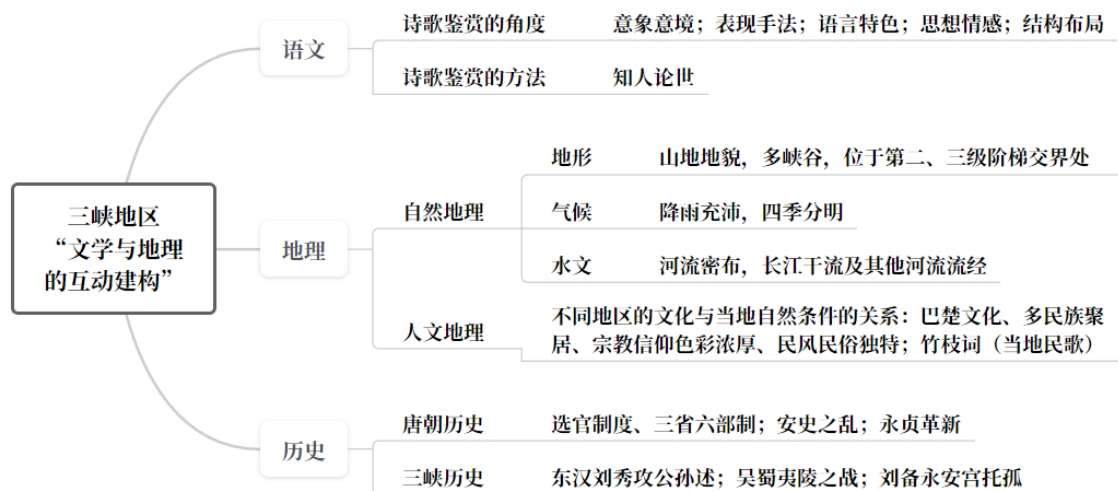 三峡地区
“文学与地理
的互动建构”
语文
诗歌鉴赏的角度 意象意境；表现手法；语言特色；思想情感；结构布局
诗歌鉴赏的方法 知人论世
地理
自然地理
地形 山地地貌，多峡谷，位于第二、三级阶梯交界处
气候 降雨充沛，四季分明
水文 河流密布，长江干流及其他河流流经
人文地理
不同地区的文化与当地自然条件的关系：巴楚文化、多民族聚
居、宗教信仰色彩浓厚、民风民俗独特；竹枝词（当地民歌）
历史
唐朝历史 选官制度、三省六部制；安史之乱；永贞革新
三峡历史 东汉刘秀攻公孙述；吴蜀夷陵之战；刘备永安宫托孤